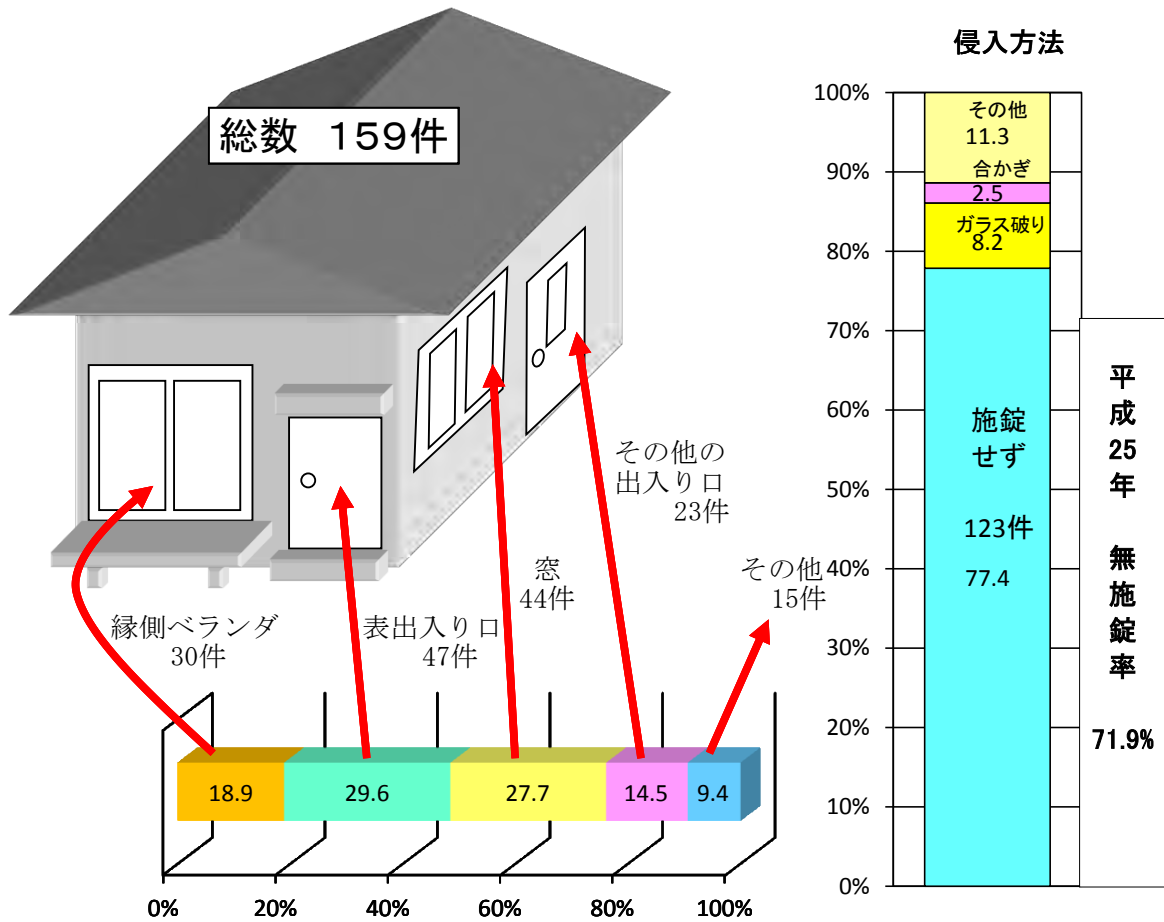 総数 159件
縁側ベランダ
30件
表出入り口
47件
窓
44件
その他の
出入り口
23件
その他
15件
18.9
29.6
27.7
14.5
9.4
0%
20%
40%
60%
80%
100%
侵入方法
100%
90%
80%
70%
60%
50%
40%
30%
20%
10%
0%
その他
11.3
合かぎ
2.5
ガラス破り
8.2
施錠
せず
123件
77.4
平成25年 無施錠率
71.9%